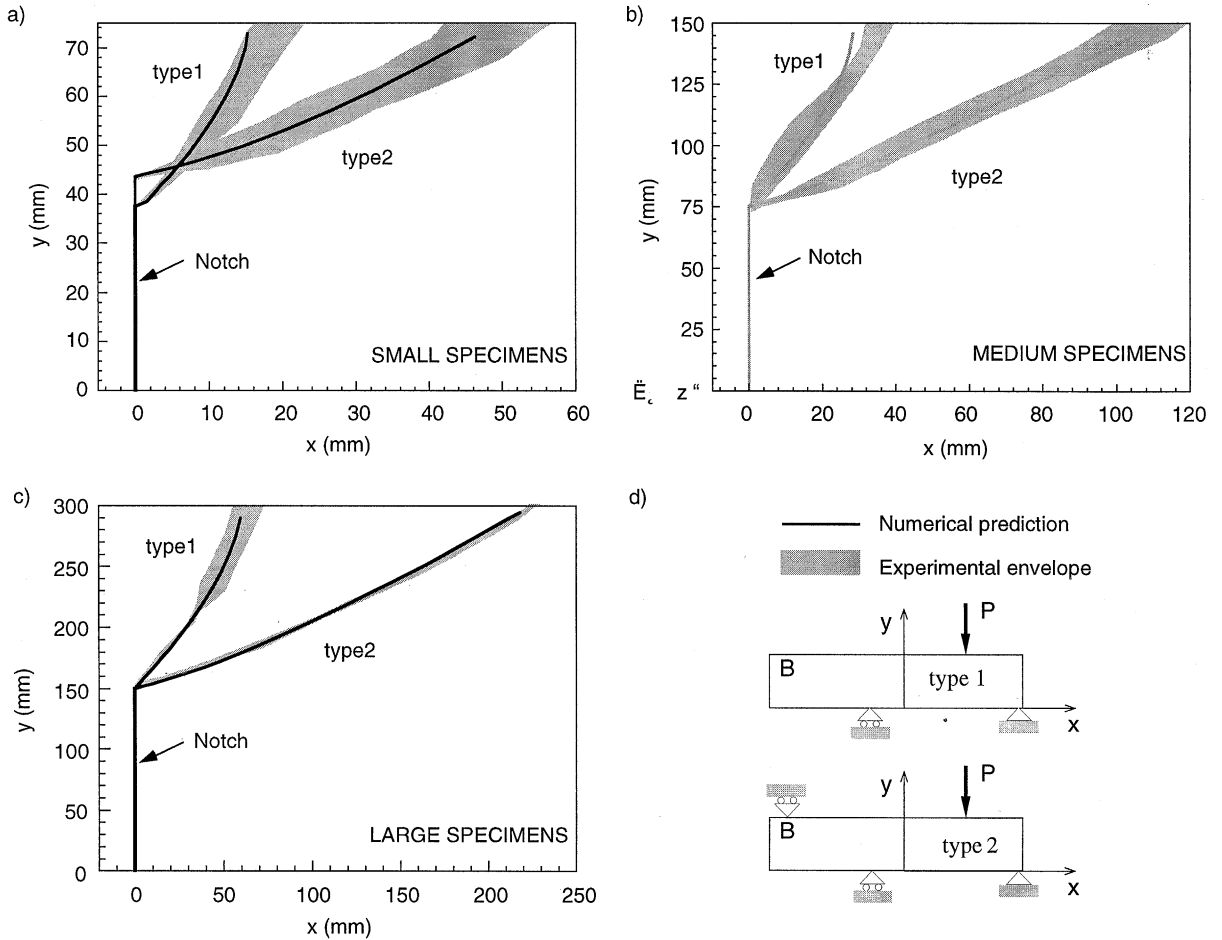 a)
70
60
50
40
30
20
10
0
y (mm)
type1
type2
Notch
SMALL SPECIMENS
0 10 20 30 40 50 60
x (mm)
b)
150
125
100
75
50
25
y (mm)
type1
type2
Notch
MEDIUM SPECIMENS
0 20 40 60 80 100 120
x (mm)
c)
300
250
200
150
100
50
0
y (mm)
type1
type2
Notch
LARGE SPECIMENS
0 50 100 150 200 250
x (mm)
d)
Numerical prediction
Experimental envelope
y P
B type 1
x
y P
B type 2
x